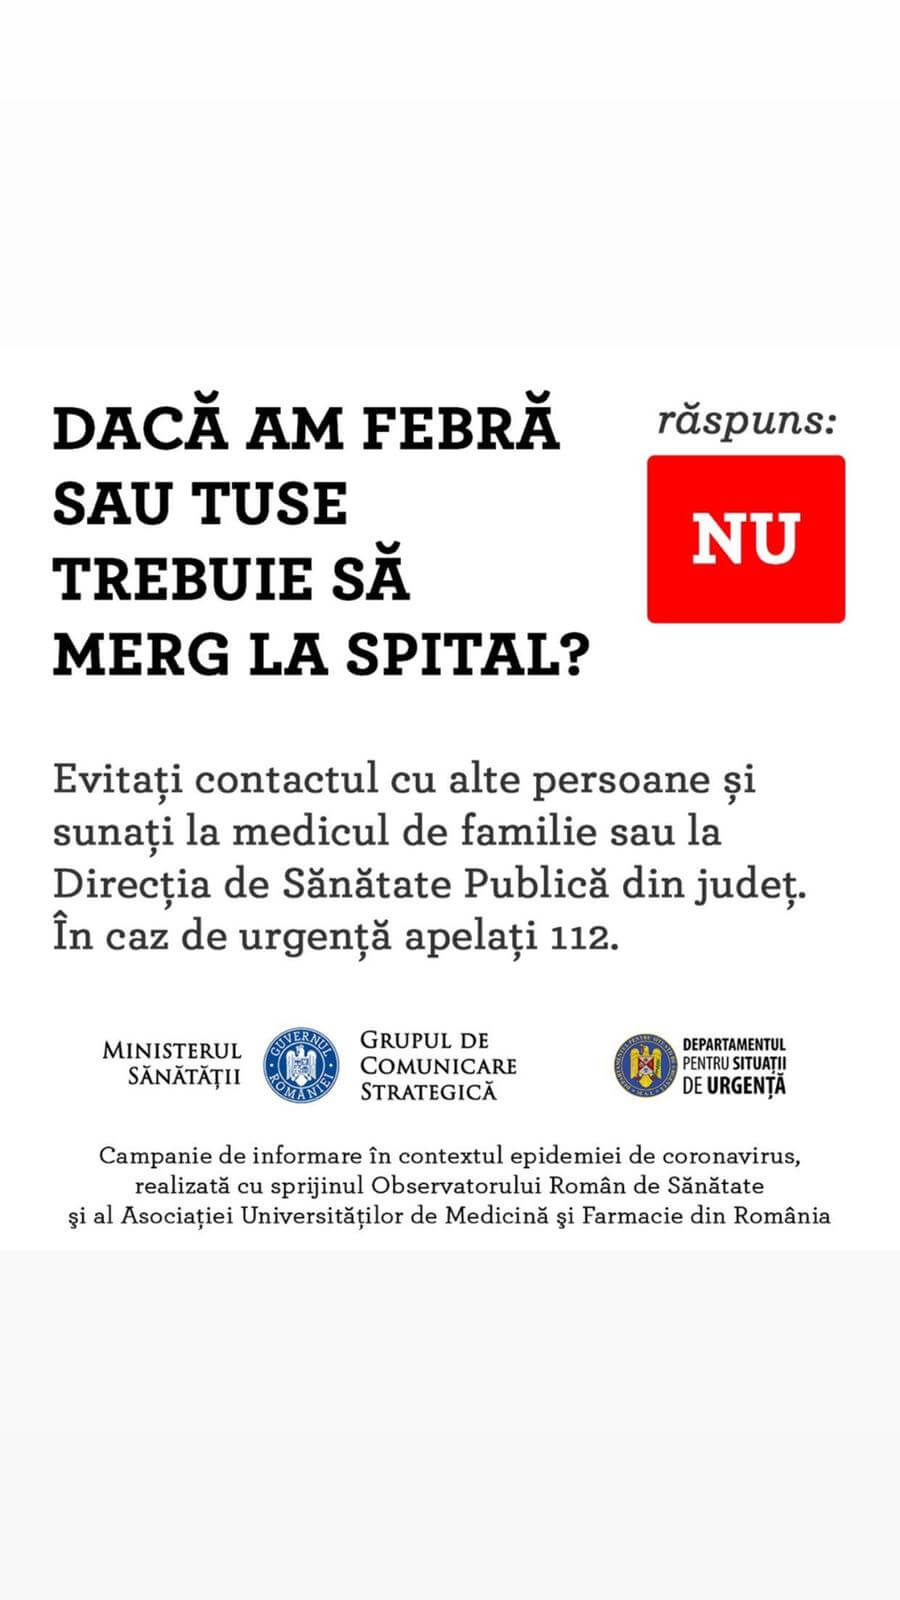 DACĂ AM FEBRĂ
SAU TUSE
TREBUIE SĂ
MERG LA SPITAL?
răspuns:
NU
Evitați contactul cu alte persoane și
sunați la medicul de familie sau la
Direcția de Sănătate Publică din județ.
În caz de urgență apelați 112.
MINISTERUL
SĂNĂTĂȚII
GUVERNUL
ROMÂNIEI
GRUPUL DE
COMUNICARE
STRATEGICĂ
DEPARTAMENTUL
PENTRU SITUAȚII
DE URGENȚĂ
Campanie de informare în contextul epidemiei de coronavirus,
realizată cu sprijinul Observatorului Român de Sănătate
şi al Asociației Universităților de Medicină şi Farmacie din România